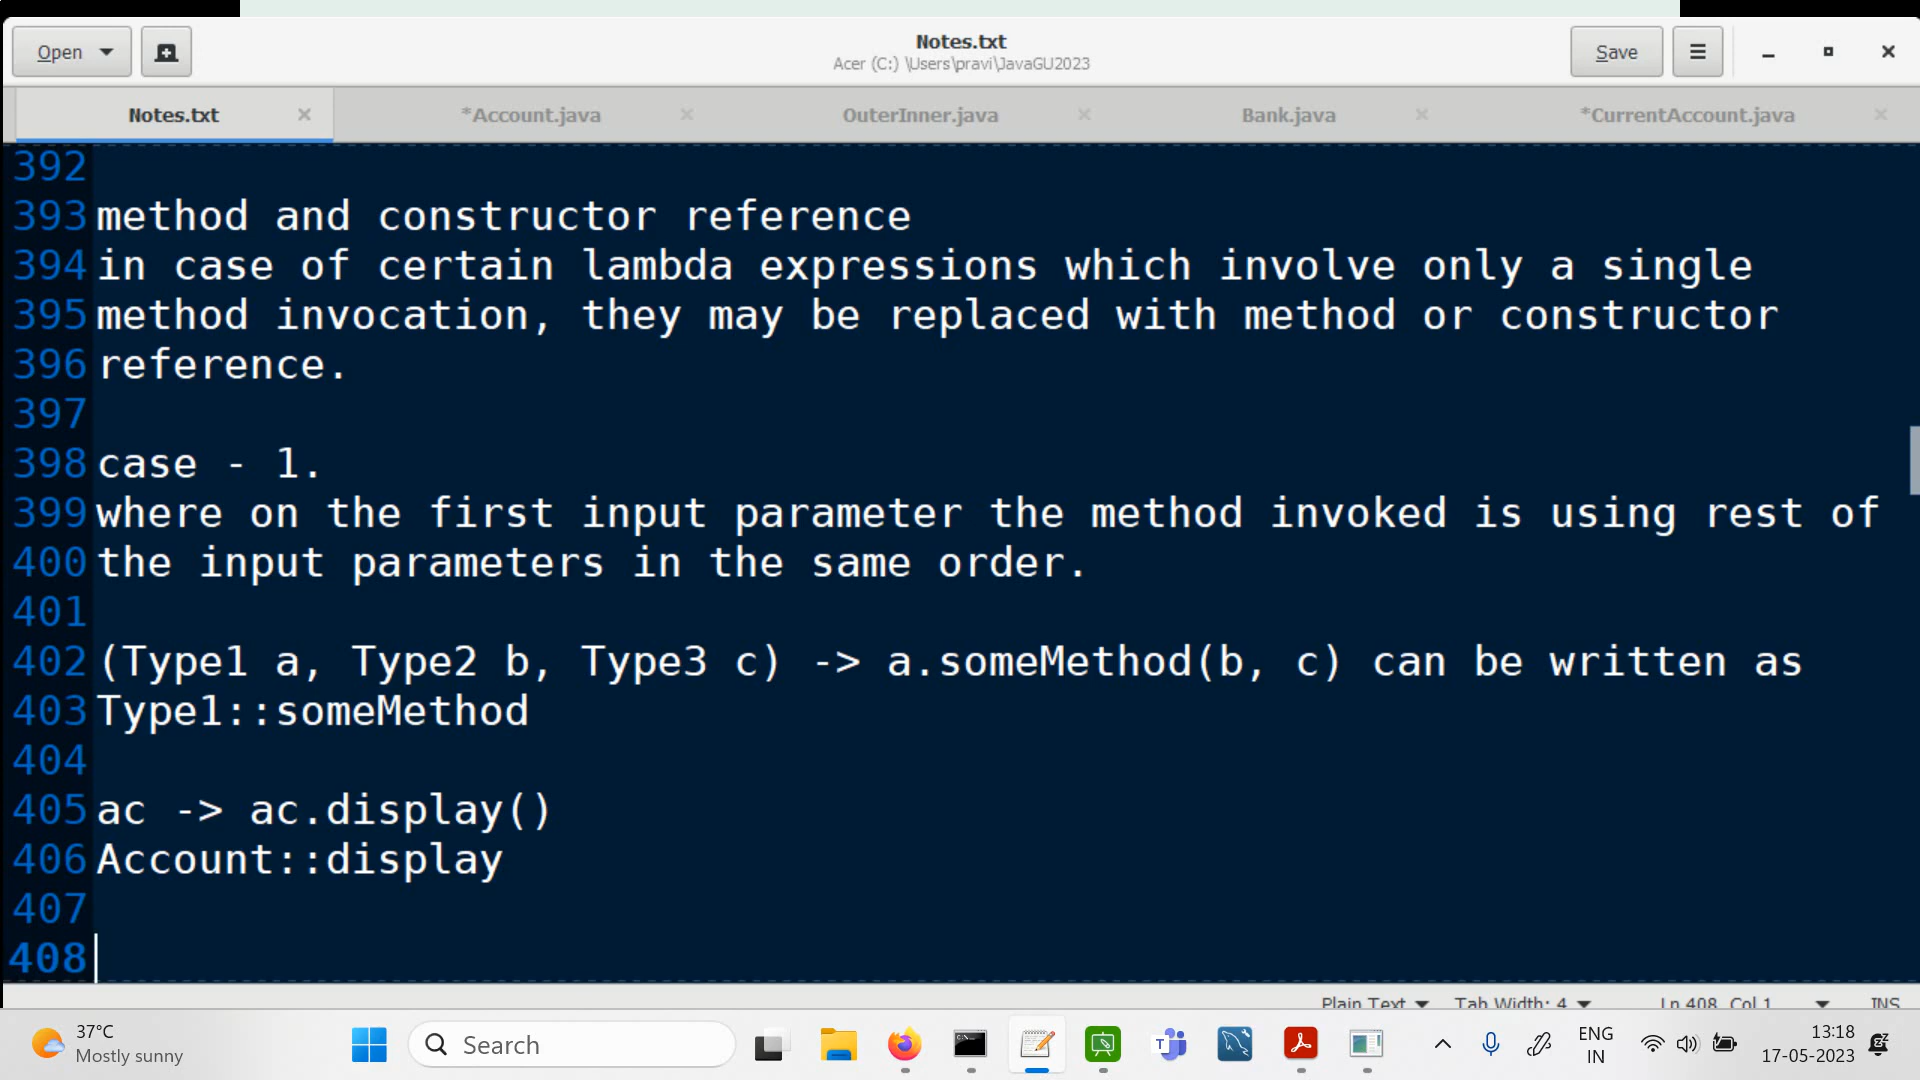 Open
Notes.txt
Acer (C:) \Users\pravi\JavaGU2023
Save
Notes.txt
*Account.java
OuterInner.java
Bank.java
*CurrentAccount.java
392
393 method and constructor reference
394 in case of certain lambda expressions which involve only a single
395 method invocation, they may be replaced with method or constructor
396 reference.
397
398 case - 1.
399 where on the first input parameter the method invoked is using rest of
400 the input parameters in the same order.
401
402 (Type1 a, Type2 b, Type3 c) -> a.someMethod(b, c) can be written as
403 Type1::someMethod
404
405 ac -> ac.display()
406 Account::display
407
408
Plain Text Tab Width: 4 Ln 408, Col 1 INS
37°C
Mostly sunny
Search
ENG
IN
13:18
17-05-2023